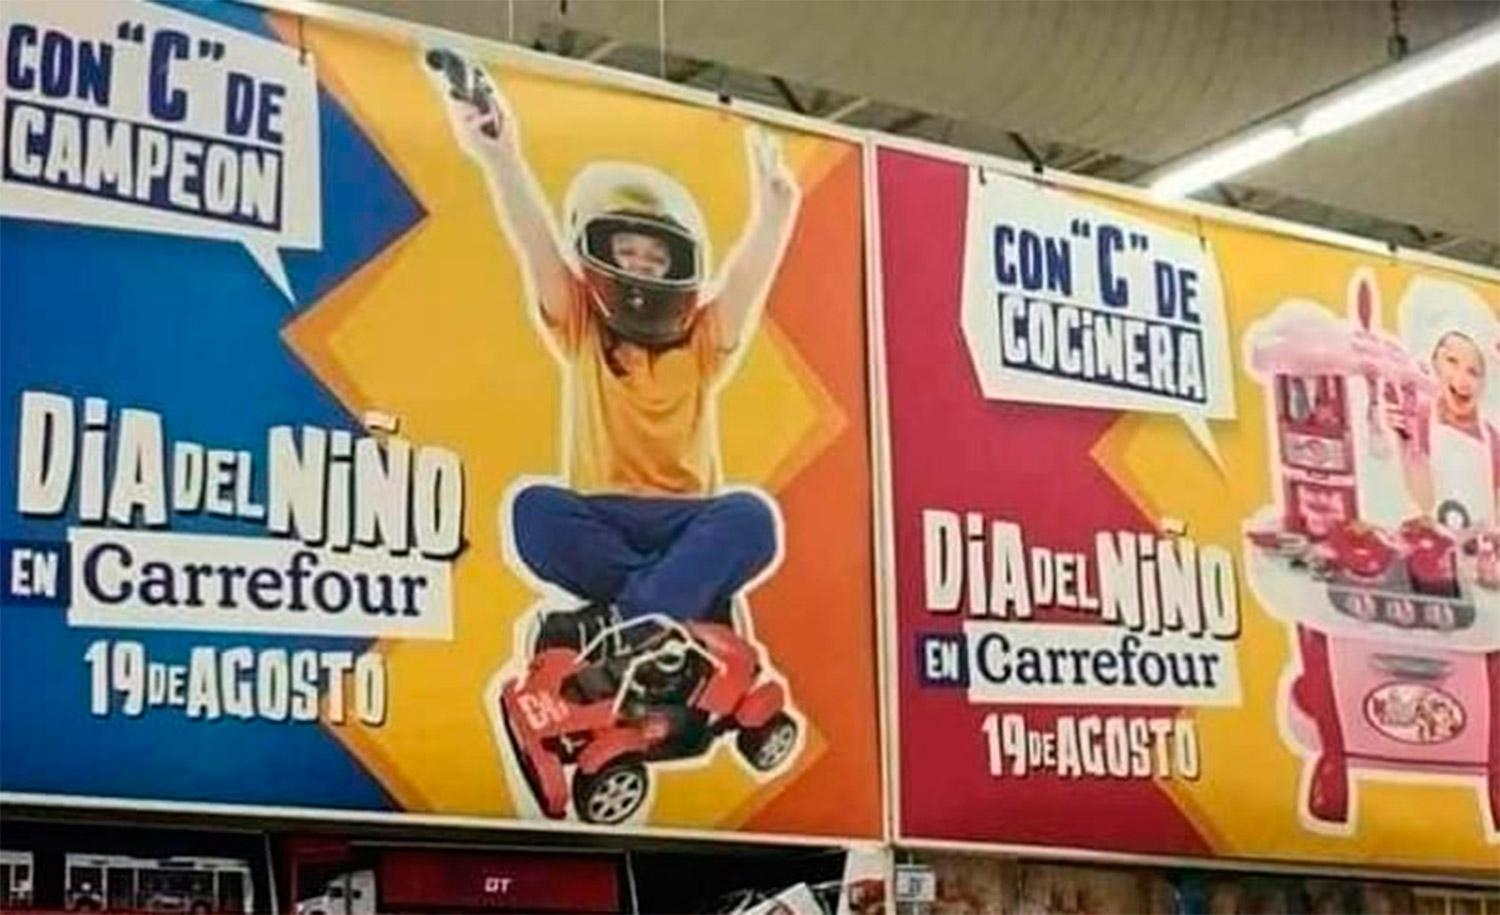 CON "C" DE
CAMPEON
DiA DEL NiÑO
EN Carrefour
19 DE AGOSTO
CON "C" DE
COCiNERA
DiA DEL NiÑO
EN Carrefour
19 DE AGOSTO